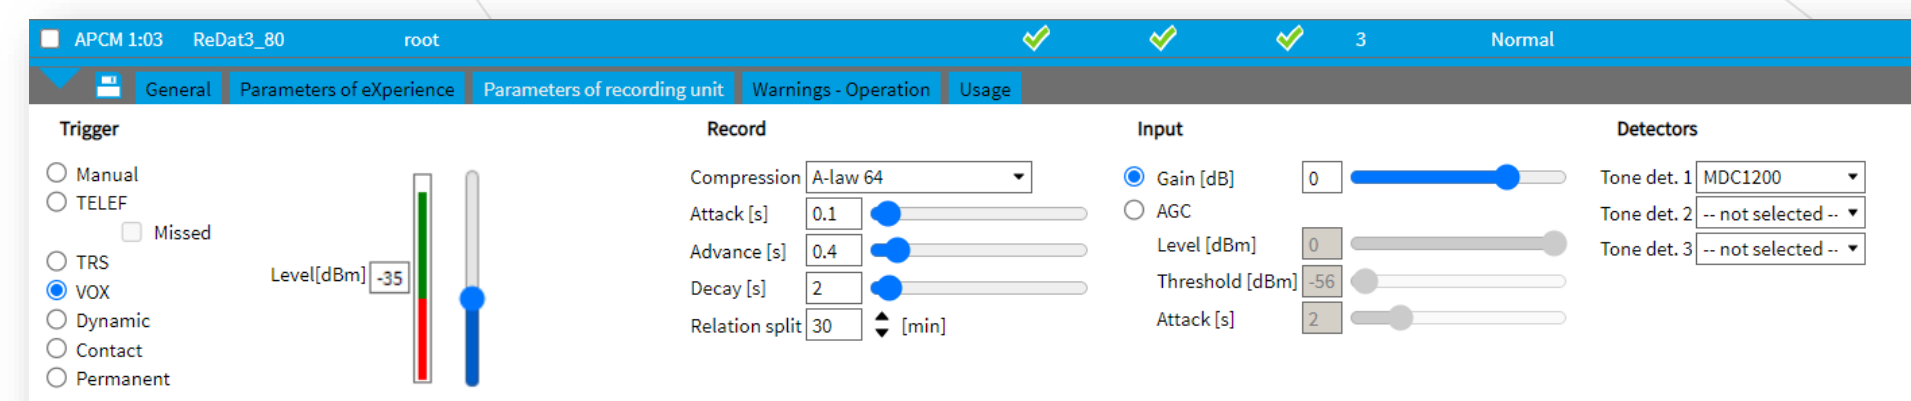 APCM 1:03 ReDat3_80 root 3 Normal
General Parameters of eXperience Parameters of recording unit Warnings - Operation Usage
Trigger
Manual
TELEF
Missed
TRS
VOX
Dynamic
Contact
Permanent
Level[dBm] -35
Record
Compression A-law 64
Attack [s] 0.1
Advance [s] 0.4
Decay [s] 2
Relation split 30 [min]
Input
Gain [dB] 0
AGC
Level [dBm] 0
Threshold [dBm] -56
Attack [s] 2
Detectors
Tone det. 1 MDC1200
Tone det. 2 -- not selected --
Tone det. 3 -- not selected --